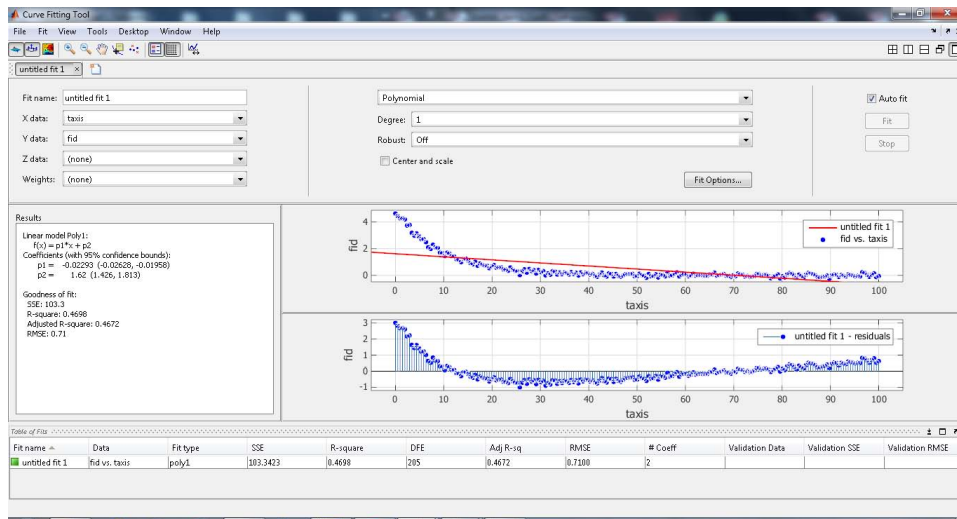 Curve Fitting Tool
File Fit View Tools Desktop Window Help
untitled fit 1
Fit name: untitled fit 1
X data: taxis
Y data: fid
Z data: (none)
Weights: (none)
Polynomial
Degree: 1
Robust: Off
Center and scale
Fit Options...
Auto fit
Fit
Stop
Results
Linear model Poly1:
f(x) = p1*x + p2
Coefficients (with 95% confidence bounds):
p1 = -0.02293 (-0.02628, -0.01958)
p2 = 1.62 (1.426, 1.813)
Goodness of fit:
SSE: 103.3
R-square: 0.4698
Adjusted R-square: 0.4672
RMSE: 0.71
4
2
0
fid
untitled fit 1
fid vs. taxis
0 10 20 30 40 50 60 70 80 90 100
taxis
3
2
1
0
-1
fid
untitled fit 1 - residuals
0 10 20 30 40 50 60 70 80 90 100
taxis
Table of Fits
Fit name Data Fit type SSE R-square DFE Adj R-sq RMSE # Coeff Validation Data Validation SSE Validation RMSE
untitled fit 1 fid vs. taxis poly1 103.3423 0.4698 205 0.4672 0.7100 2